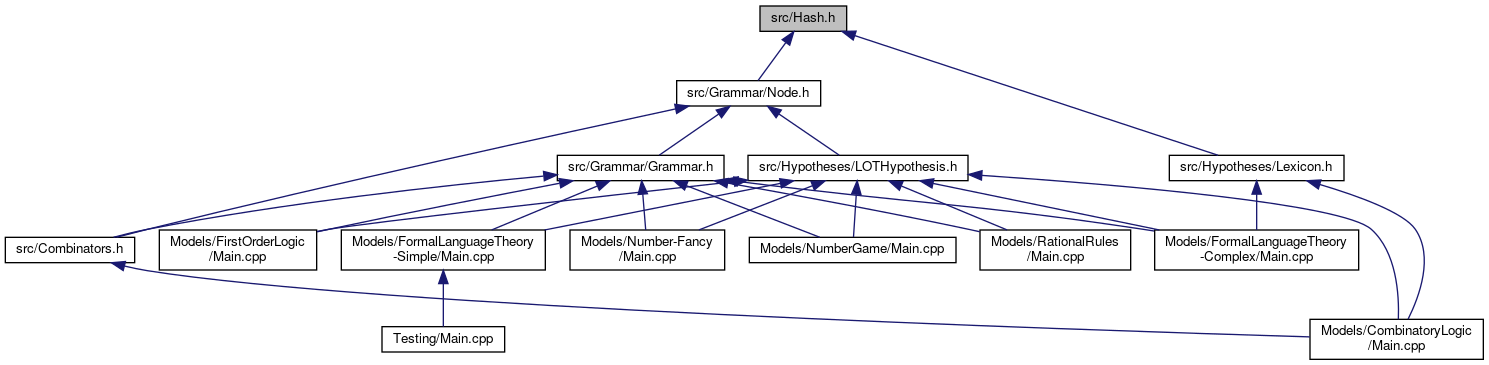 src/Hash.h
src/Grammar/Node.h
src/Grammar/Grammar.h
src/Hypotheses/LOTHypothesis.h
src/Hypotheses/Lexicon.h
src/Combinators.h
Models/FirstOrderLogic
/Main.cpp
Models/FormalLanguageTheory
-Simple/Main.cpp
Models/Number-Fancy
/Main.cpp
Models/NumberGame/Main.cpp
Models/RationalRules
/Main.cpp
Models/FormalLanguageTheory
-Complex/Main.cpp
Testing/Main.cpp
Models/CombinatoryLogic
/Main.cpp